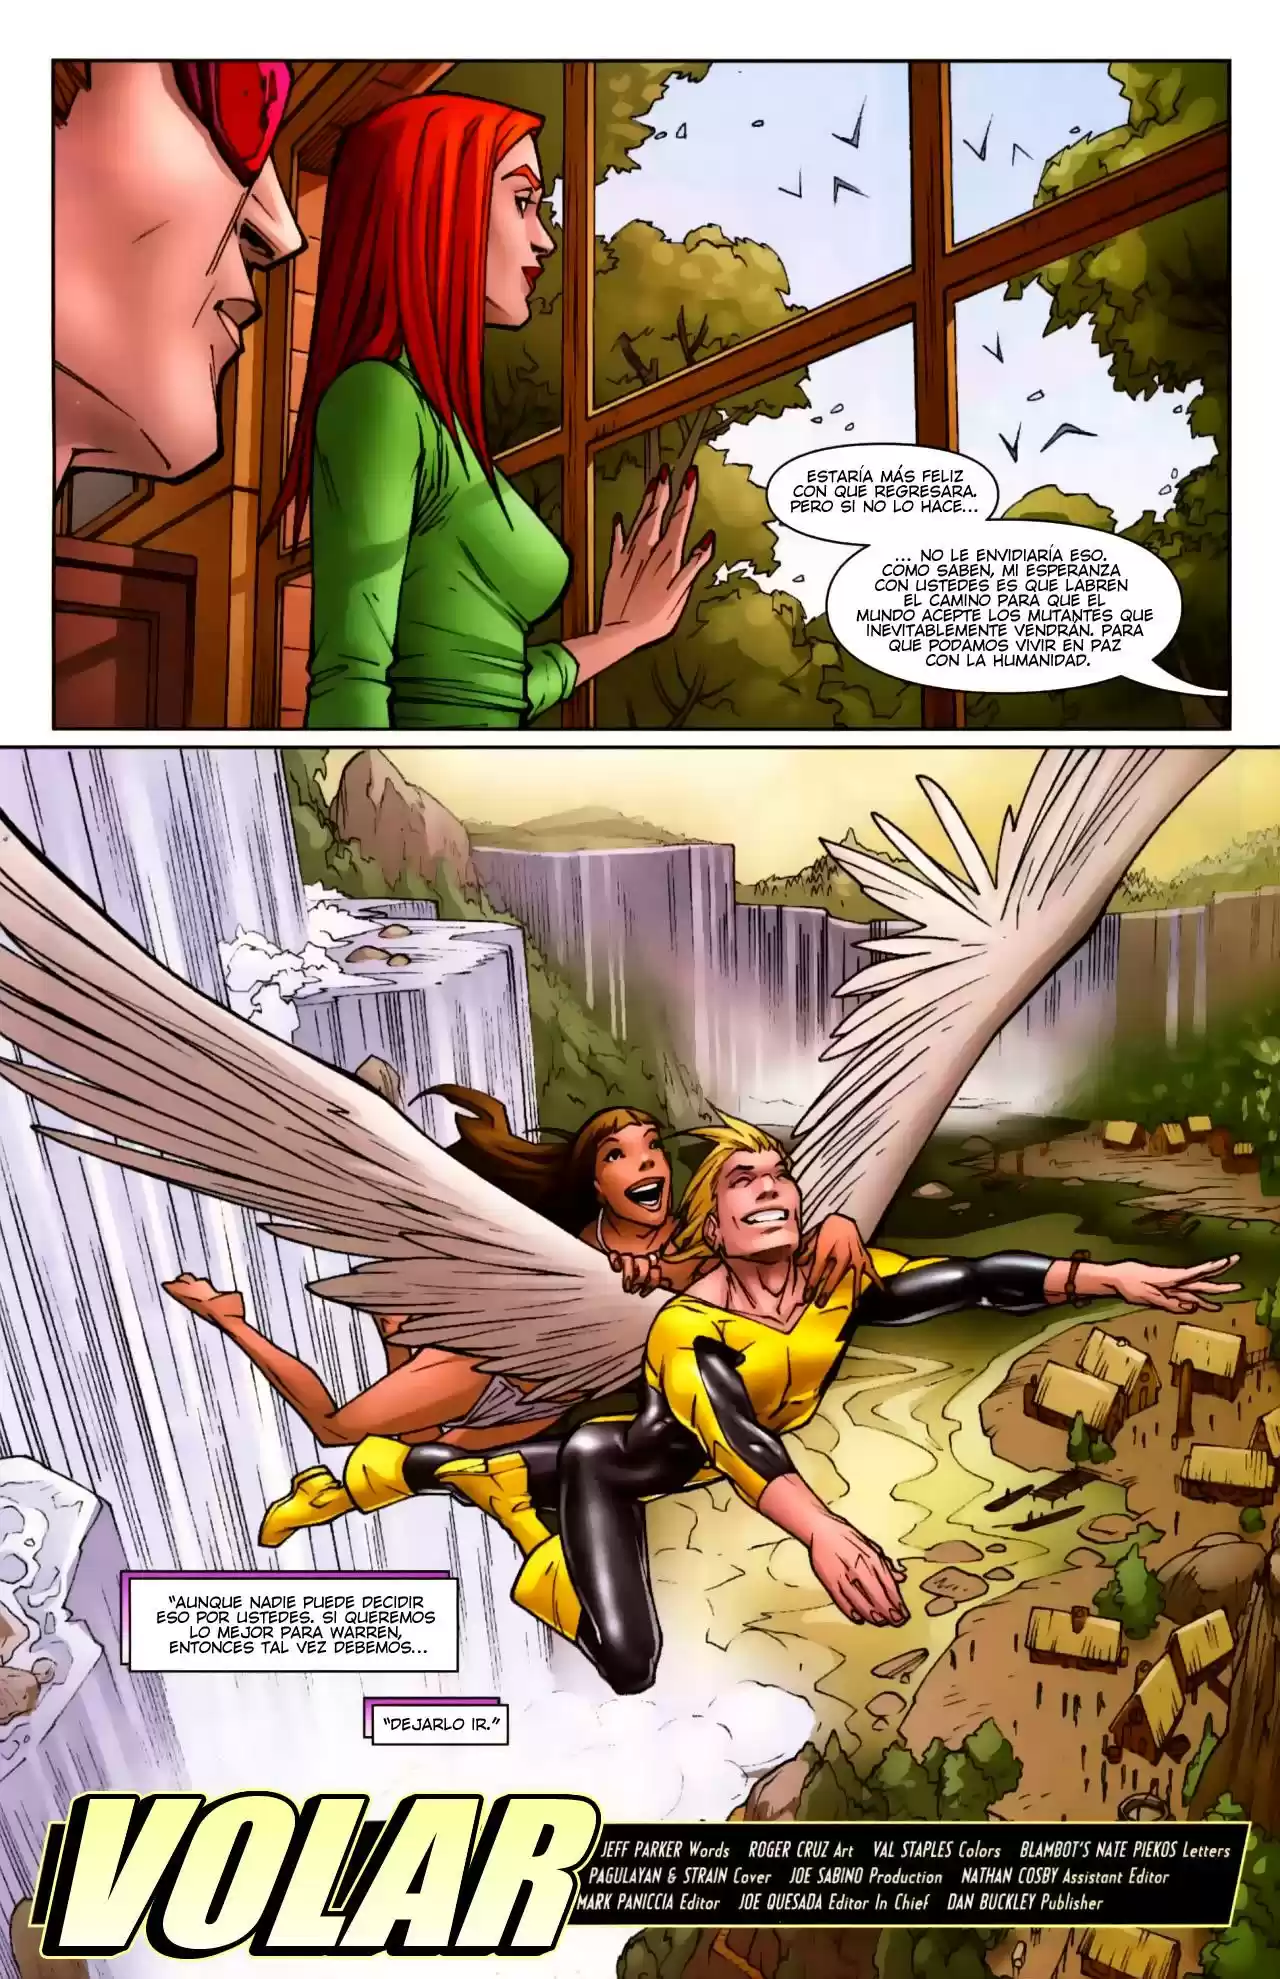 ESTARÍA MÁS FELIZ
CON QUE REGRESARA.
PERO SI NO LO HACE...
... NO LE ENVIDIARÍA ESO.
CÓMO SABEN, MI ESPERANZA
CON USTEDES ES QUE LABREN
EL CAMINO PARA QUE EL
MUNDO ACEPTE LOS MUTANTES QUE
INEVITABLEMENTE VENDRÁN. PARA
QUE PODAMOS VIVIR EN PAZ
CON LA HUMANIDAD.
"AUNQUE NADIE PUEDE DECIDIR
ESO POR USTEDES. SI QUEREMOS
LO MEJOR PARA WARREN,
ENTONCES TAL VEZ DEBEMOS...
"DEJARLO IR."
VOLAR
JEFF PARKER Words ROGER CRUZ Art VAL STAPLES Colors BLAMBOT'S NATE PIEKOS Letters
PAGULAYAN & STRAIN Cover JOE SABINO Production NATHAN COSBY Assistant Editor
MARK PANICCIA Editor JOE QUESADA Editor In Chief DAN BUCKLEY Publisher